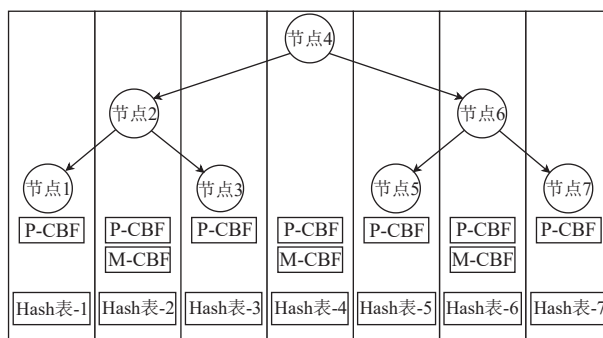 节点4
节点2
节点6
节点1
节点3
节点5
节点7
P-CBF P-CBF P-CBF P-CBF P-CBF P-CBF P-CBF
M-CBF M-CBF M-CBF
Hash表-1 Hash表-2 Hash表-3 Hash表-4 Hash表-5 Hash表-6 Hash表-7